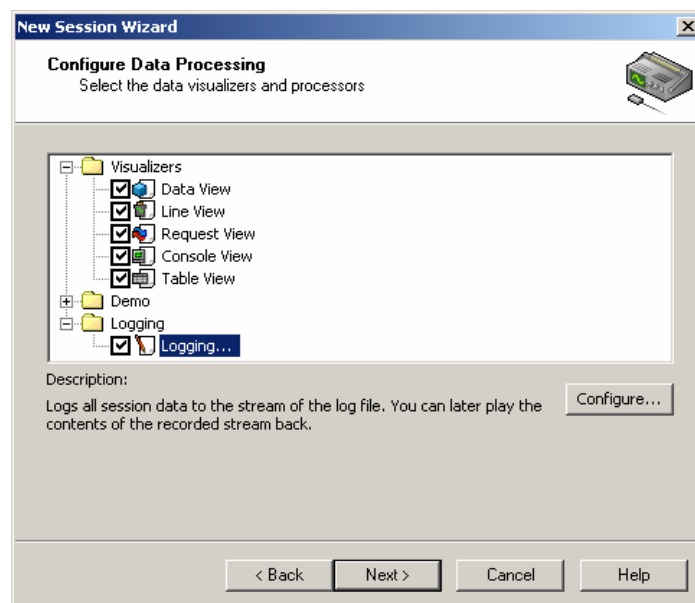 New Session Wizard
Configure Data Processing
Select the data visualizers and processors
Visualizers
Data View
Line View
Request View
Console View
Table View
Demo
Logging
Logging...
Description:
Logs all session data to the stream of the log file. You can later play the
contents of the recorded stream back.
Configure...
< Back
Next >
Cancel
Help